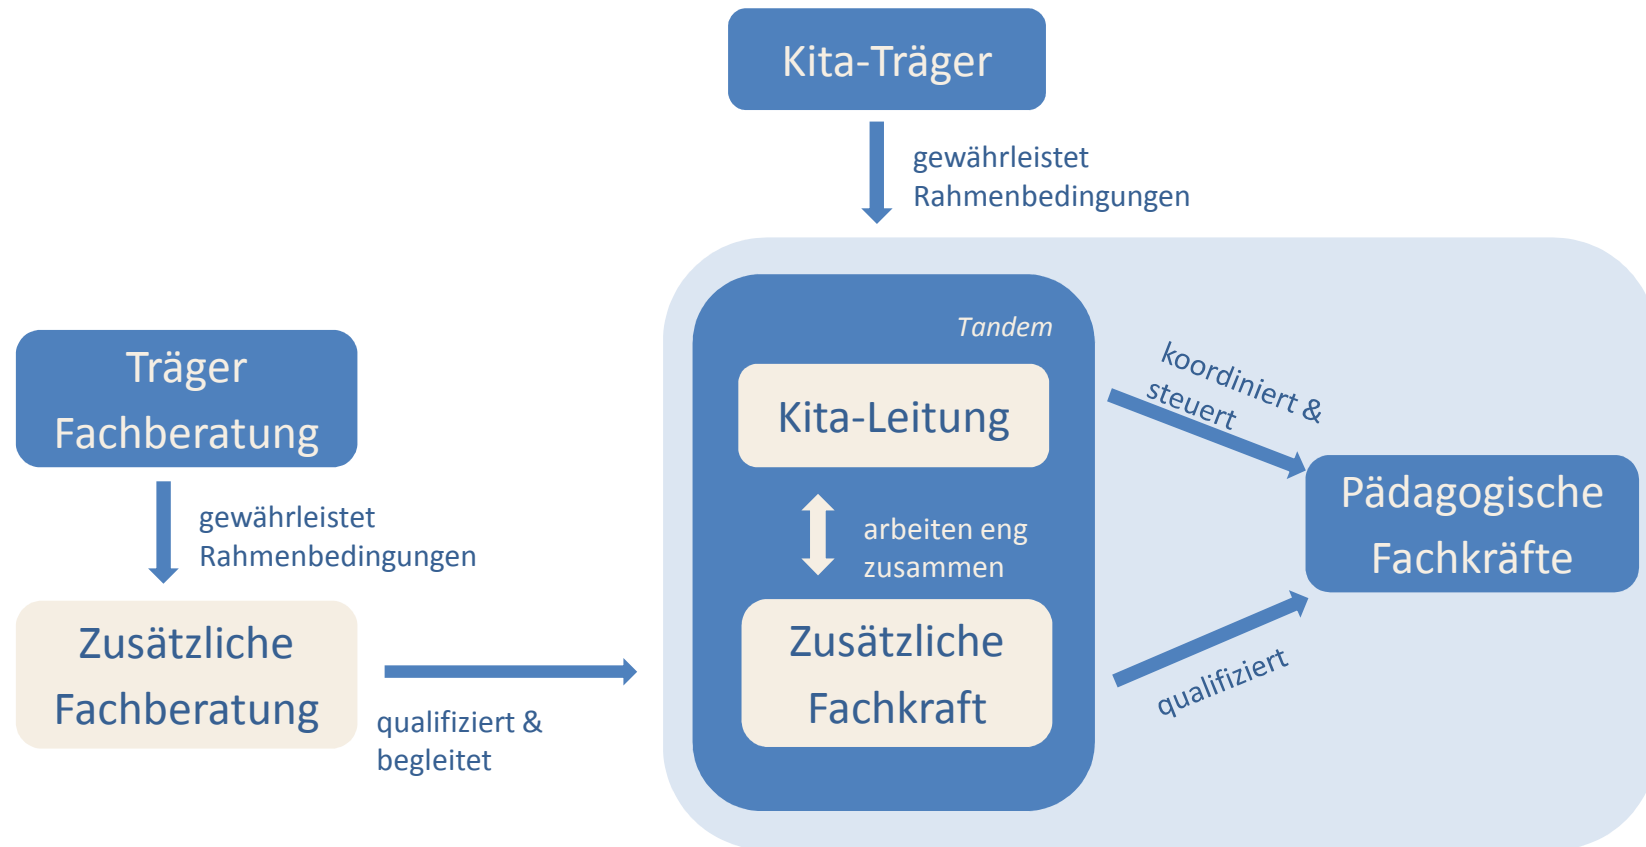 Kita-Träger
gewährleistet
Rahmenbedingungen
Träger
Fachberatung
gewährleistet
Rahmenbedingungen
Zusätzliche
Fachberatung
qualifiziert &
begleitet
Tandem
Kita-Leitung
arbeiten eng
zusammen
Zusätzliche
Fachkraft
koordiniert &
steuert
qualifiziert
Pädagogische
Fachkräfte